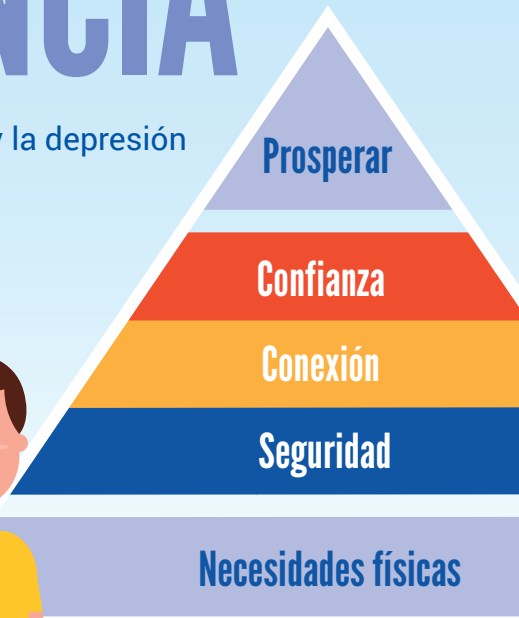 NCIA
y la depresión
Prosperar
Confianza
Conexión
Seguridad
Necesidades físicas